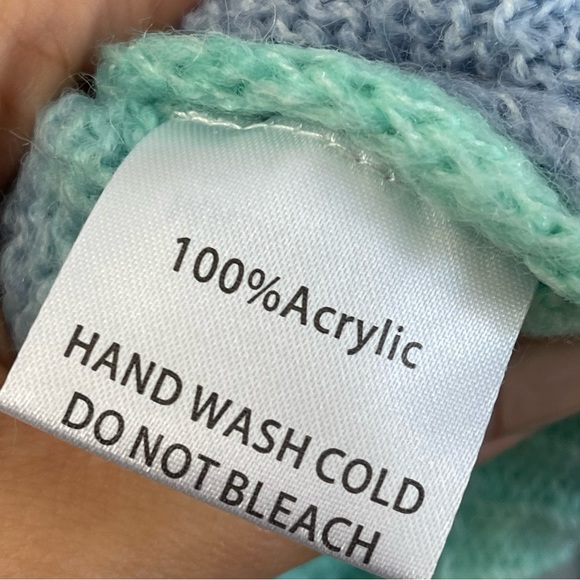 100%Acrylic
HAND WASH COLD
DO NOT BLEACH